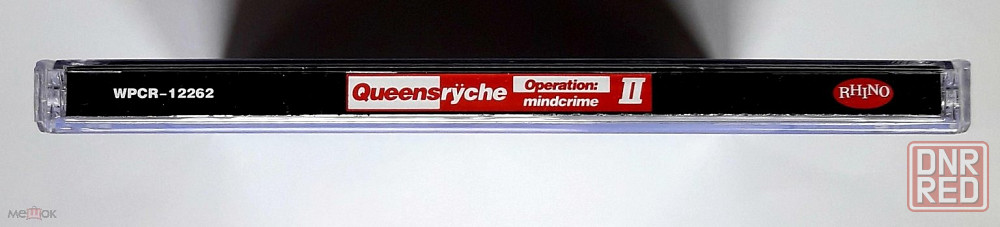 WPCR-12262
Queensrÿche
Operation:
mindcrime
II
RHINO
DNR
RED
мешок